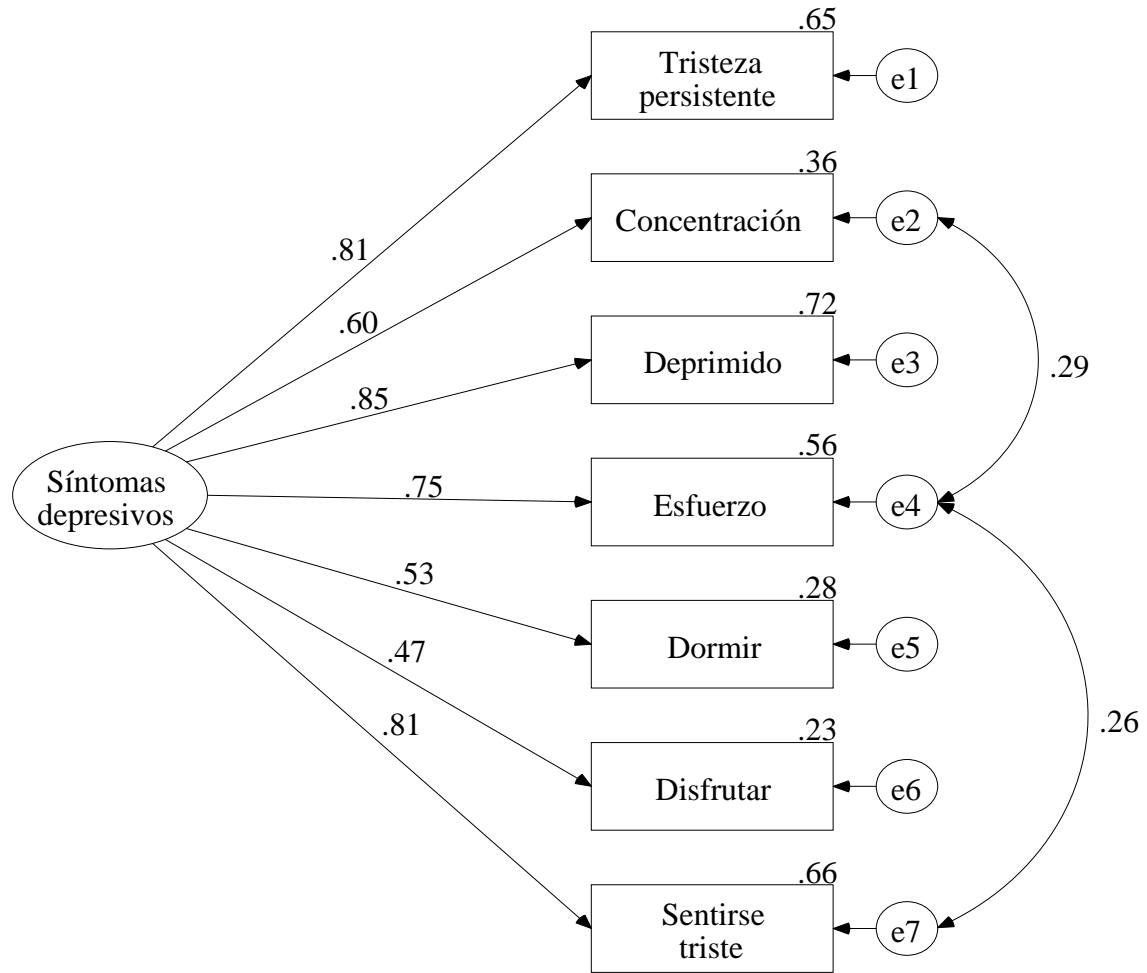 .65
Tristeza
persistente
e1
.36
Concentración
e2
.81
.60
.72
Deprimido
e3
.29
.85
.56
Síntomas
depresivos
.75
Esfuerzo
e4
.53
.28
Dormir
e5
.47
.81
.23
.26
Disfrutar
e6
.66
Sentirse
triste
e7